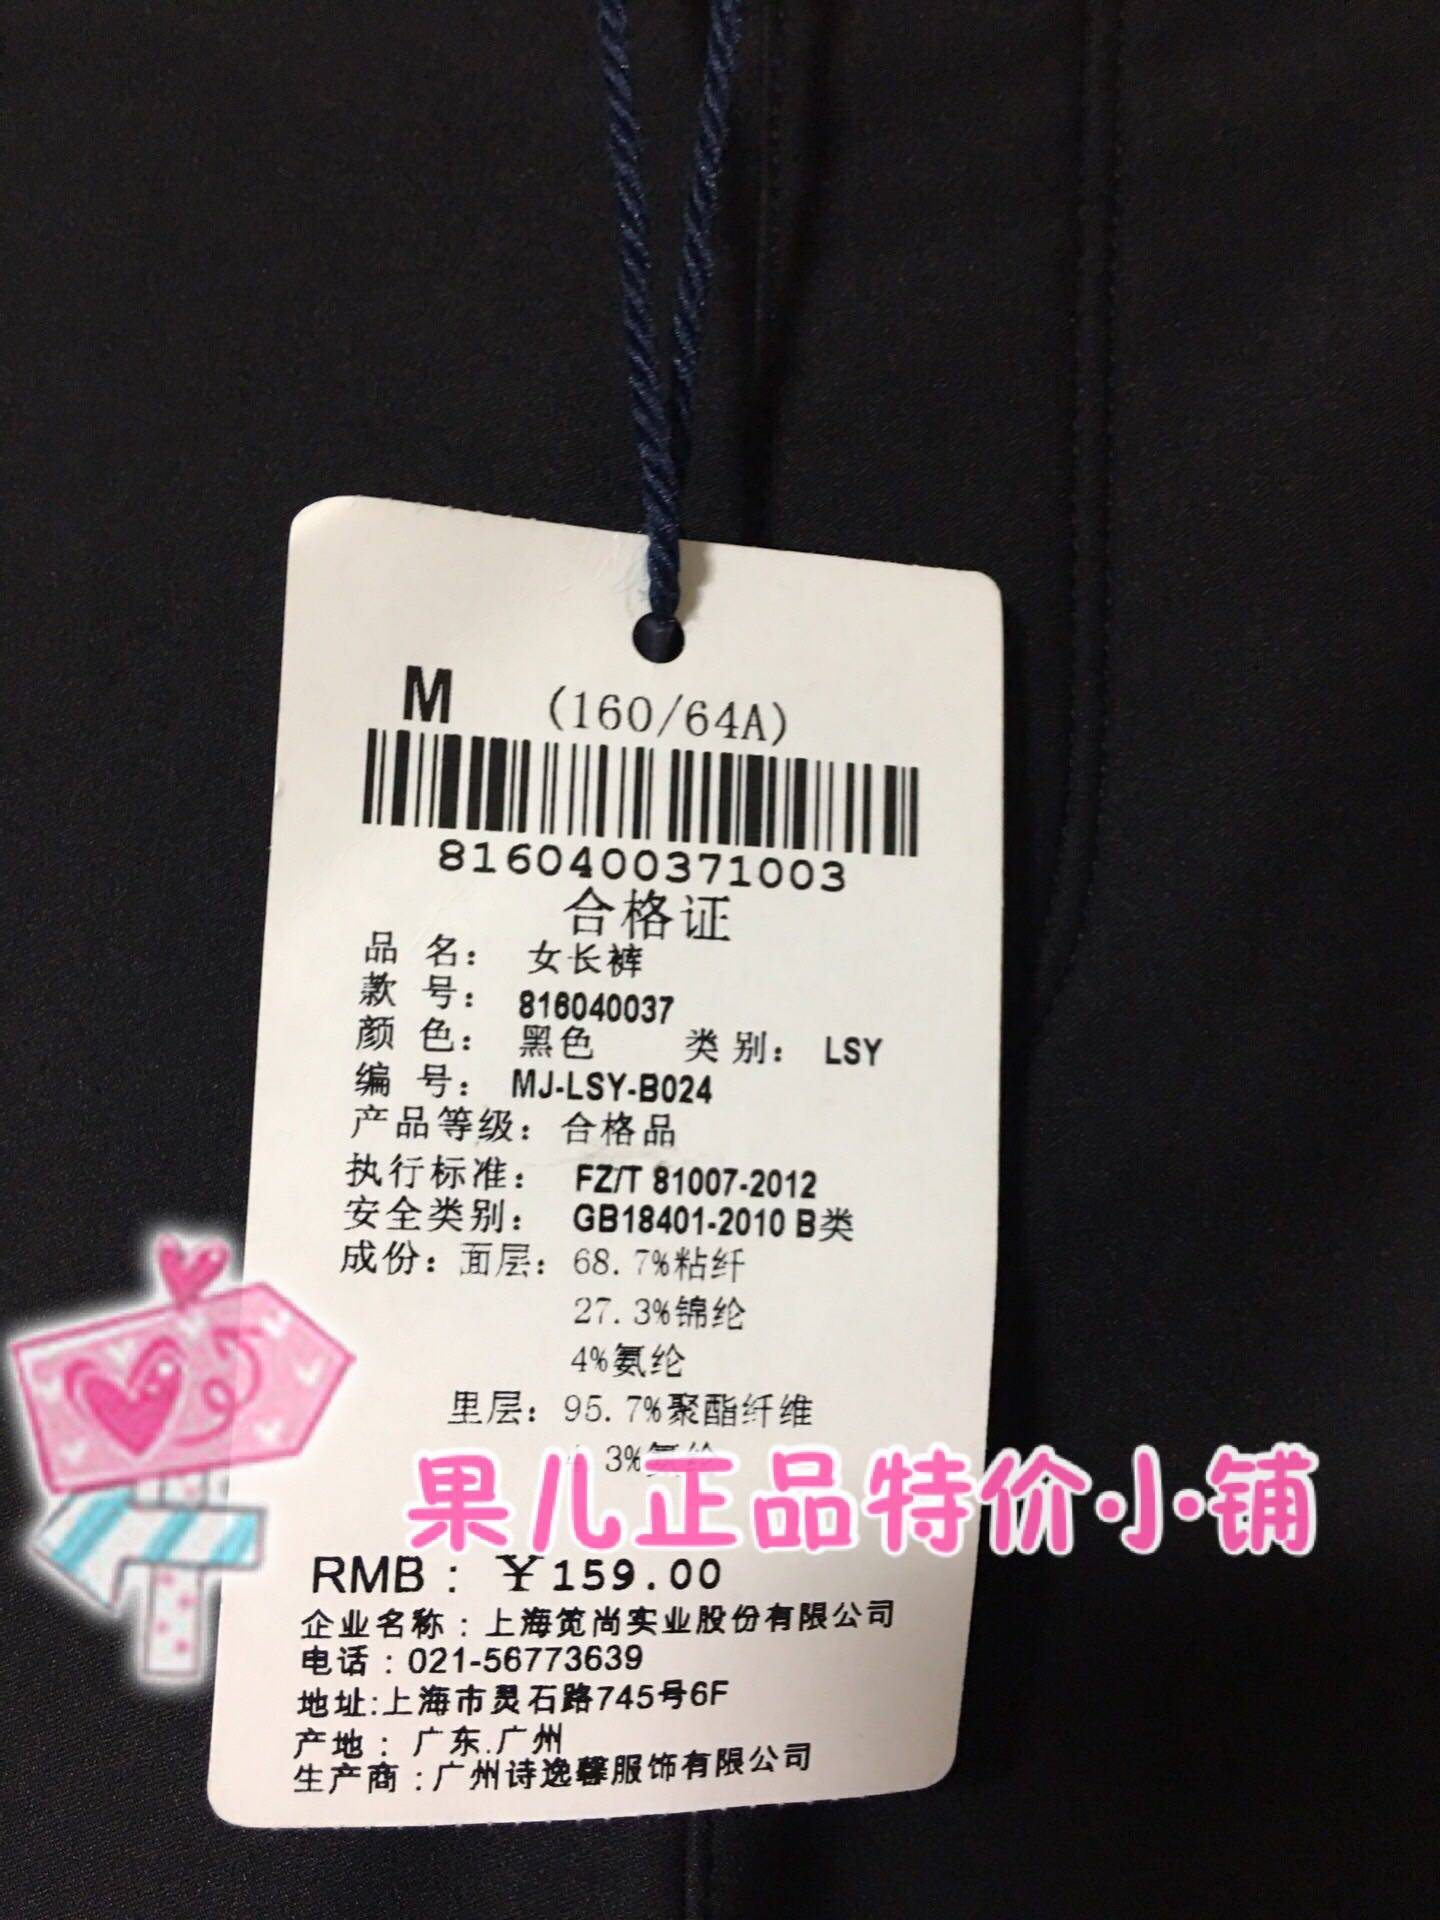 M (160/64A)
8160400371003
合格证
品 名： 女长裤
款 号： 816040037
颜 色： 黑色 类别： LSY
编 号： MJ-LSY-B024
产品等级：合格品
执行标准： FZ/T 81007-2012
安全类别： GB18401-2010 B类
成份：面层：68.7%粘纤
27.3%锦纶
4%氨纶
里层：95.7%聚酯纤维
4.3%氨纶
果儿正品特价小铺
RMB：￥159.00
企业名称：上海笕尚实业股份有限公司
电话：021-56773639
地址:上海市灵石路745号6F
产地： 广东.广州
生产商：广州诗逸馨服饰有限公司